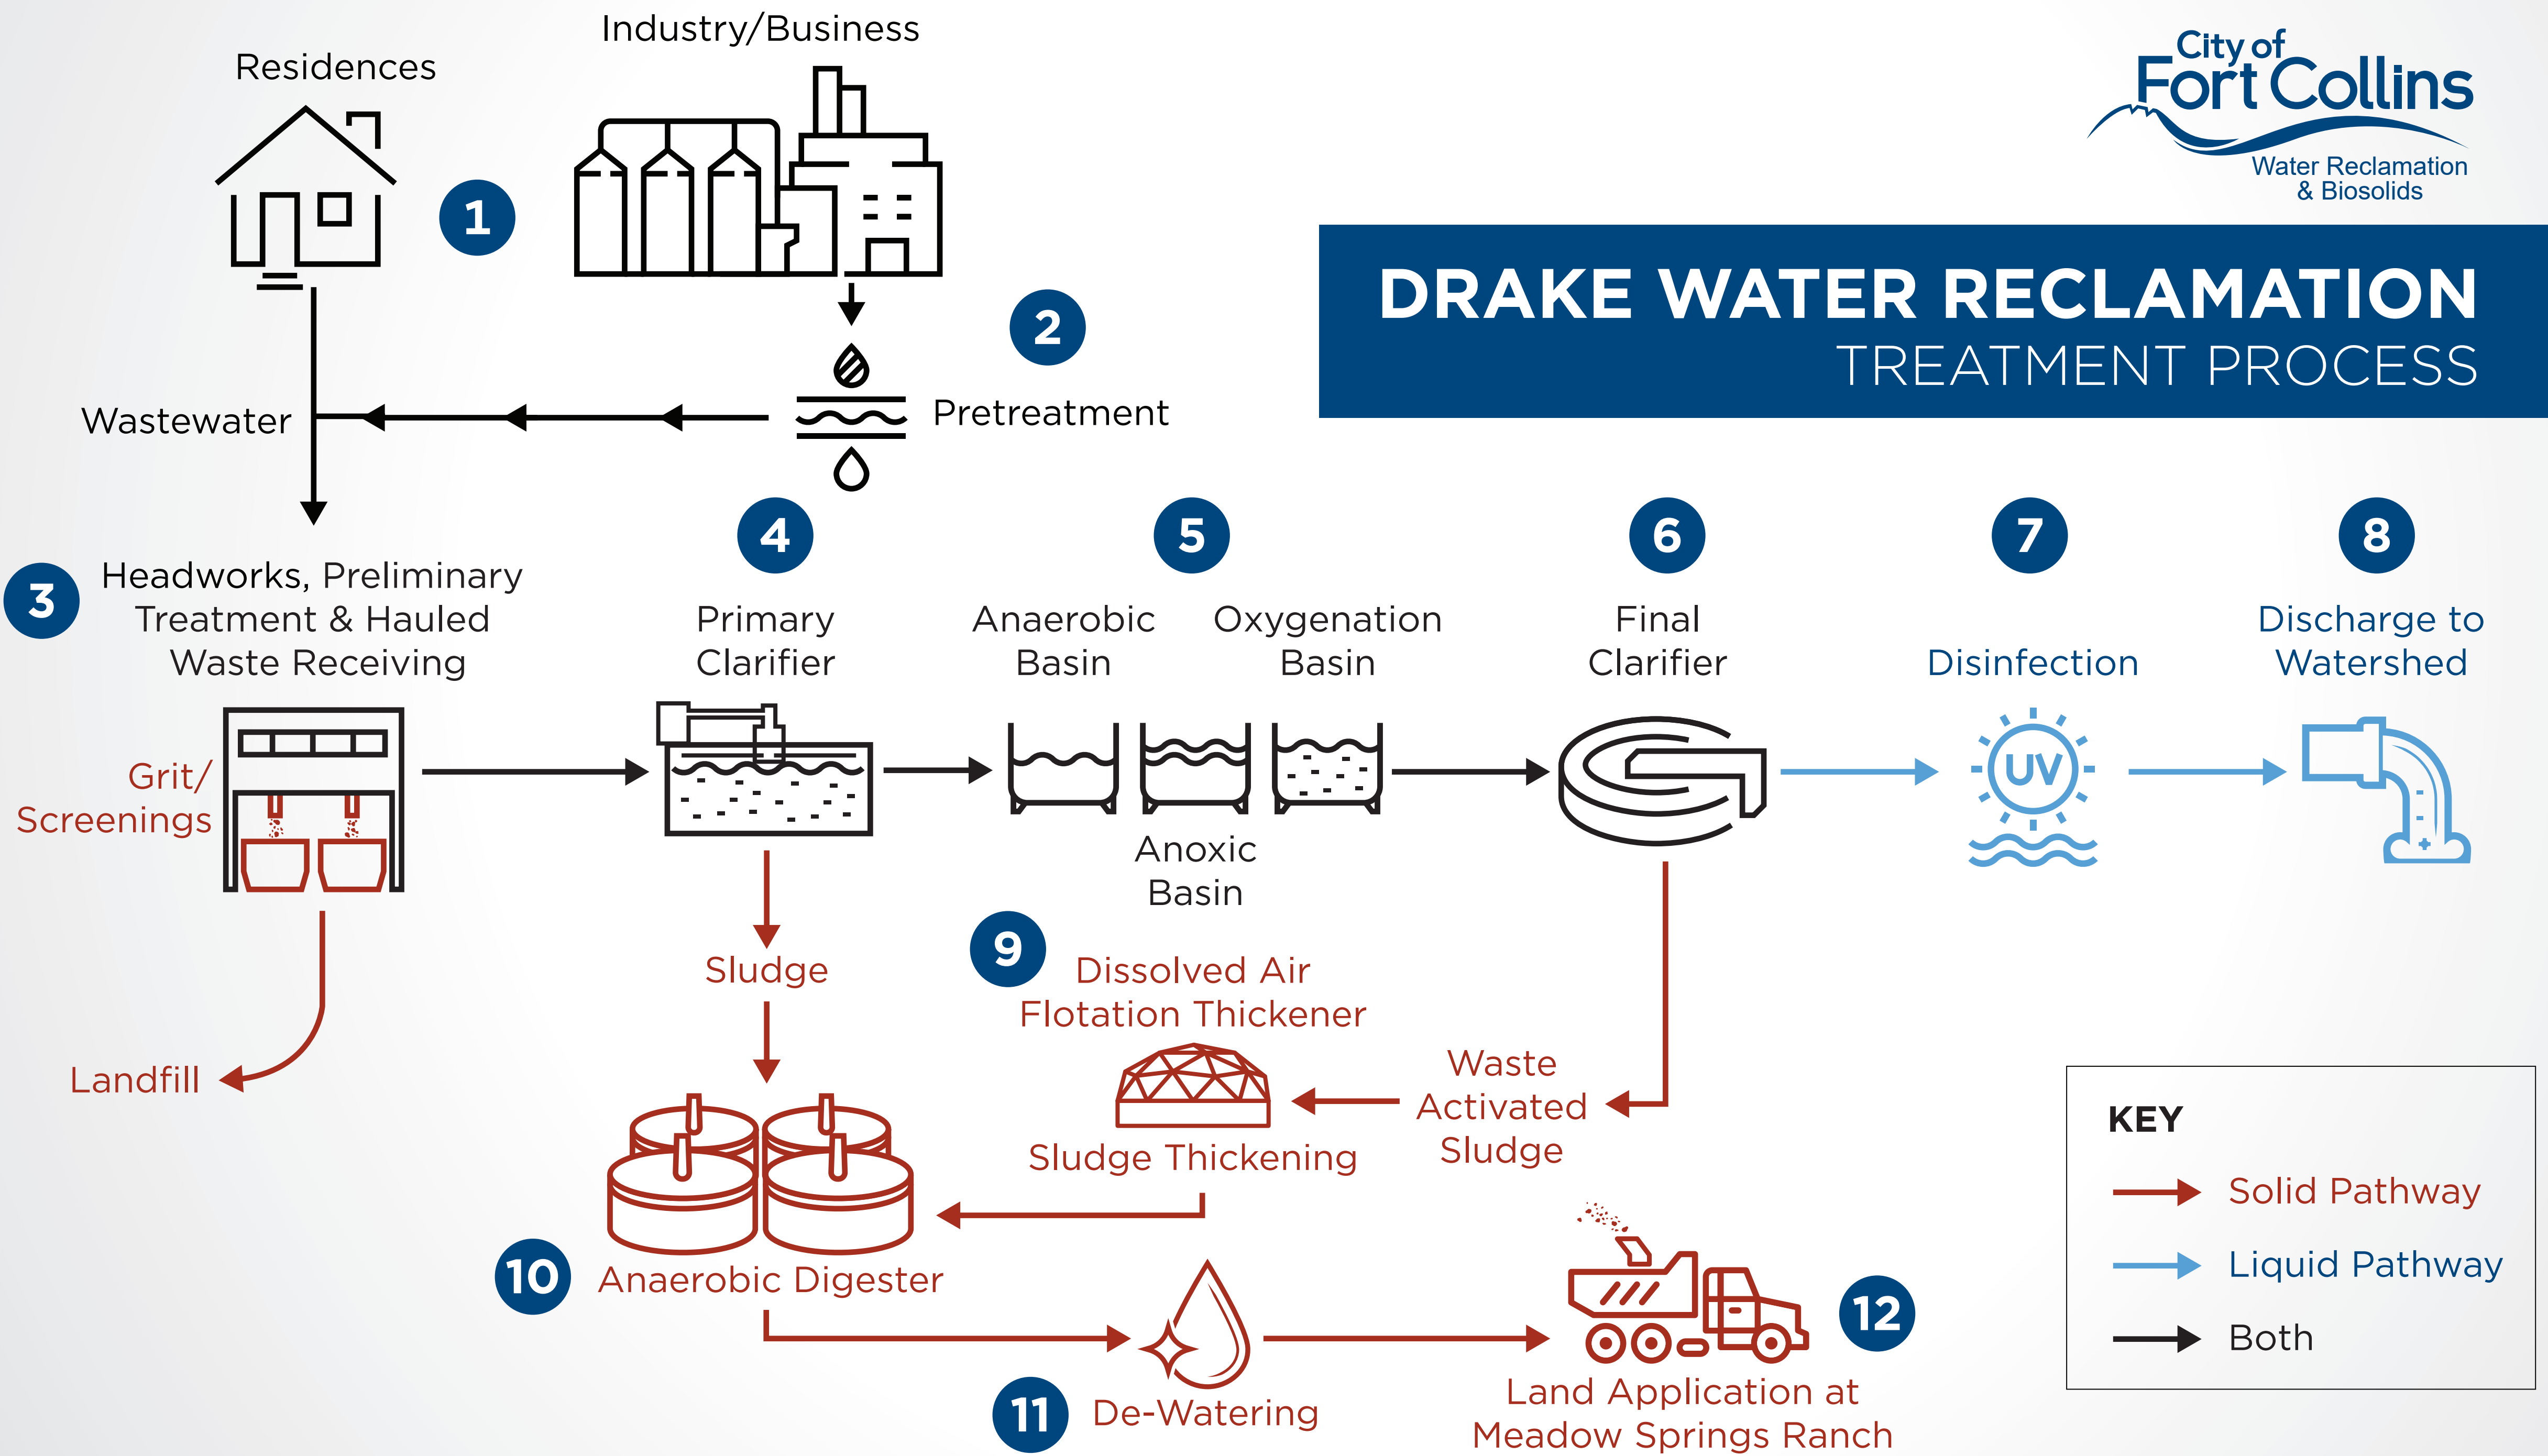 Residences
Industry/Business
City of
Fort Collins
Water Reclamation
& Biosolids
1
2
DRAKE WATER RECLAMATION
TREATMENT PROCESS
Wastewater
Pretreatment
3
Headworks, Preliminary
Treatment & Hauled
Waste Receiving
4
Primary
Clarifier
5
Anaerobic
Basin
Oxygenation
Basin
Anoxic
Basin
6
Final
Clarifier
7
Disinfection
UV
8
Discharge to
Watershed
Grit/
Screenings
Landfill
Sludge
9
Dissolved Air
Flotation Thickener
Sludge Thickening
Waste
Activated
Sludge
10
Anaerobic Digester
11
De-Watering
12
Land Application at
Meadow Springs Ranch
KEY
Solid Pathway
Liquid Pathway
Both